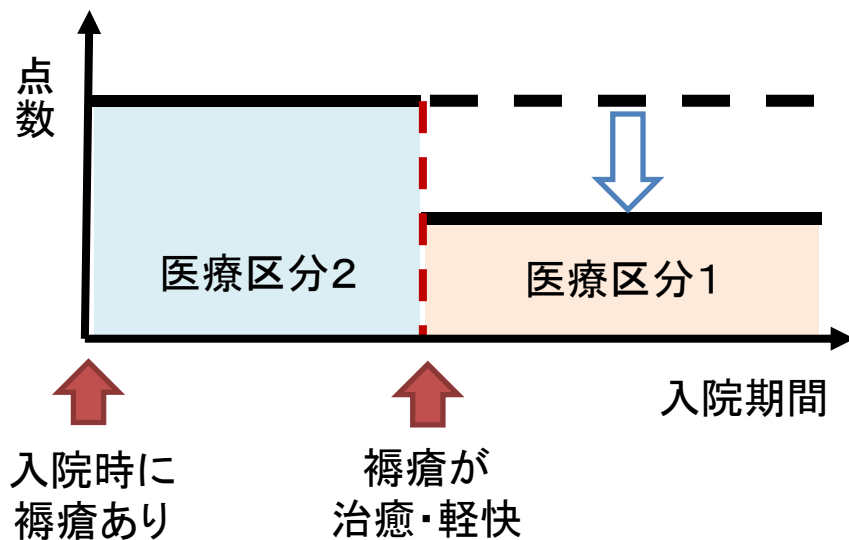 点
数
医療区分2
医療区分1
入院期間
入院時に
褥瘡あり
褥瘡が
治癒・軽快